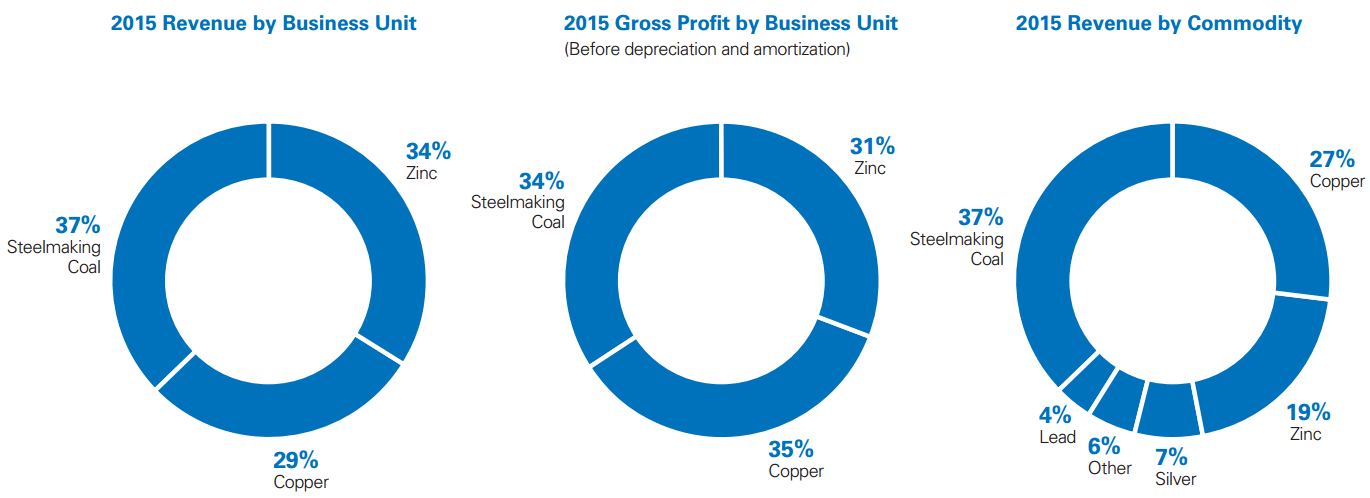 2015 Revenue by Business Unit
34%
Zinc
37%
Steelmaking
Coal
29%
Copper
2015 Gross Profit by Business Unit
(Before depreciation and amortization)
31%
Zinc
34%
Steelmaking
Coal
35%
Copper
2015 Revenue by Commodity
27%
Copper
37%
Steelmaking
Coal
19%
Zinc
4%
Lead
6%
Other
7%
Silver